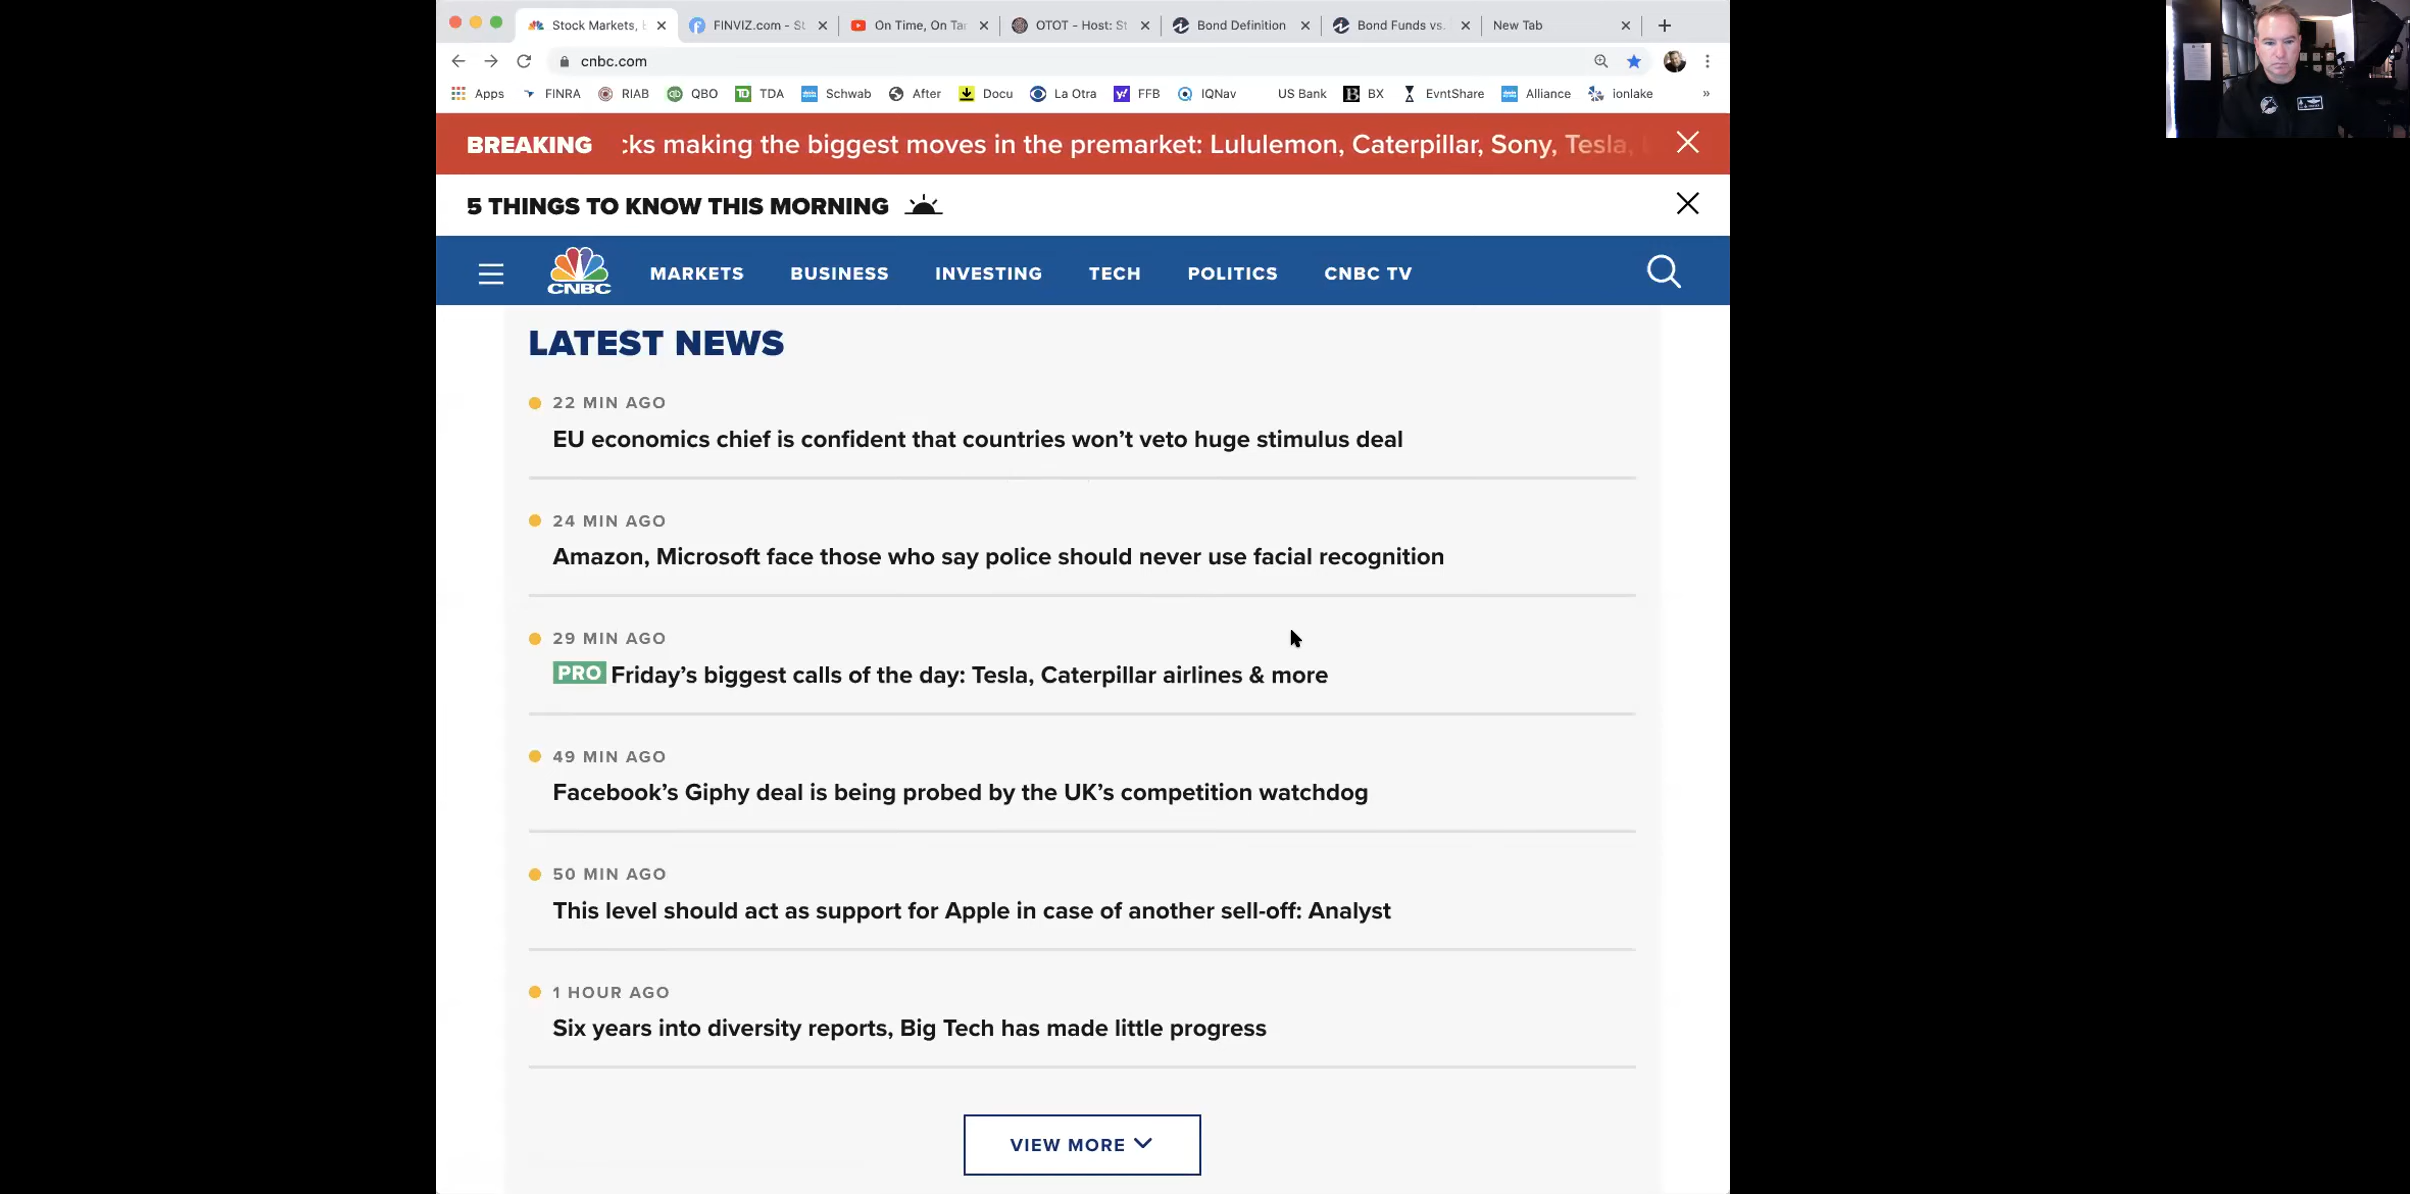 Stock Markets,
FINVIZ.com - St
On Time, On Tar
OTOT - Host: St
Bond Definition
Bond Funds vs.
New Tab
cnbc.com
Apps
FINRA
RIAB
QBO
TDA
Schwab
After
Docu
La Otra
FFB
IQNav
US Bank
BX
EvntShare
Alliance
ionlake
»
BREAKING
cks making the biggest moves in the premarket: Lululemon, Caterpillar, Sony, Tesla,
5 THINGS TO KNOW THIS MORNING
CNBC
MARKETS
BUSINESS
INVESTING
TECH
POLITICS
CNBC TV
LATEST NEWS
22 MIN AGO
EU economics chief is confident that countries won’t veto huge stimulus deal
24 MIN AGO
Amazon, Microsoft face those who say police should never use facial recognition
29 MIN AGO
PRO Friday’s biggest calls of the day: Tesla, Caterpillar airlines & more
49 MIN AGO
Facebook’s Giphy deal is being probed by the UK’s competition watchdog
50 MIN AGO
This level should act as support for Apple in case of another sell-off: Analyst
1 HOUR AGO
Six years into diversity reports, Big Tech has made little progress
VIEW MORE